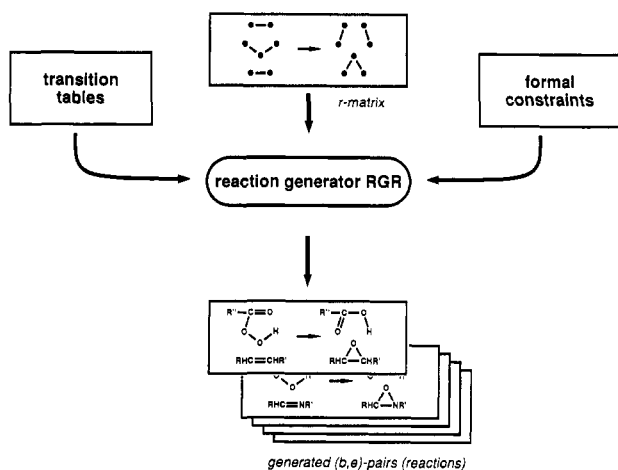 transition
tables
r-matrix
formal
constraints
reaction generator RGR
R" C=O R" C-O
O O H O H
RHC=CHR' O RHC-CHR'
RHC=NR' O RHC-NR'
generated (b,e)-pairs (reactions)